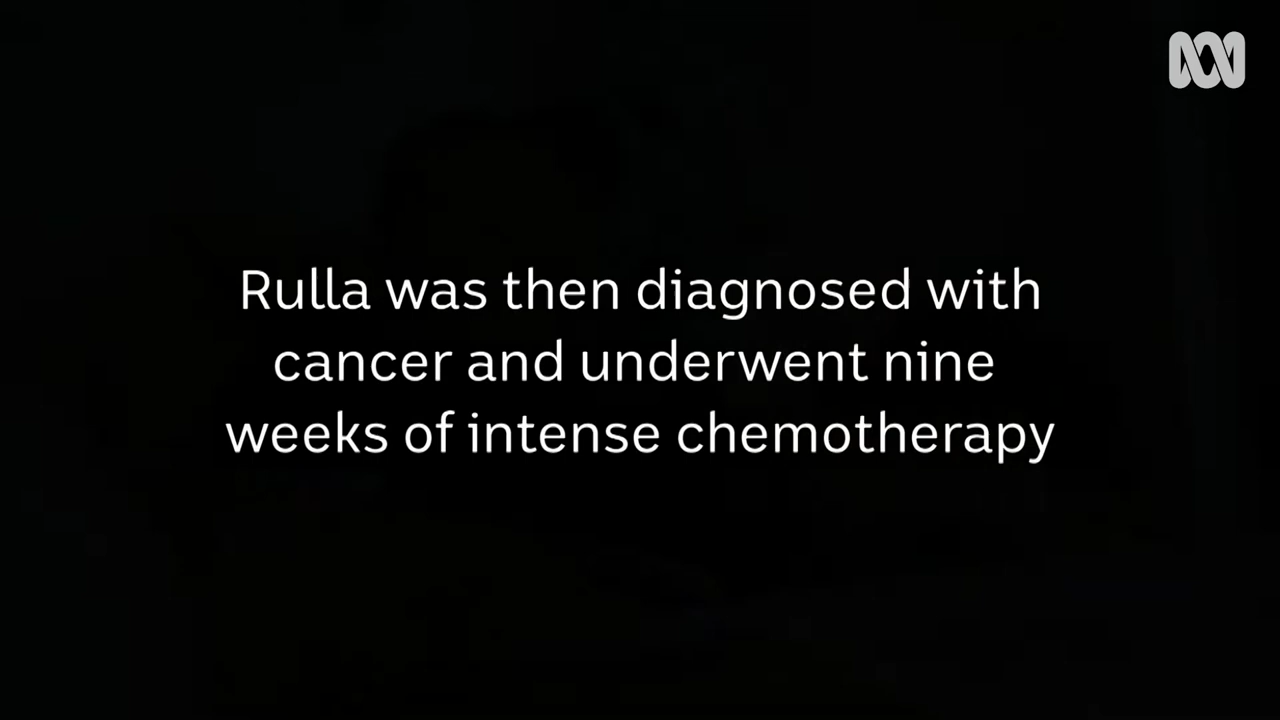 Rulla was then diagnosed with
cancer and underwent nine
weeks of intense chemotherapy